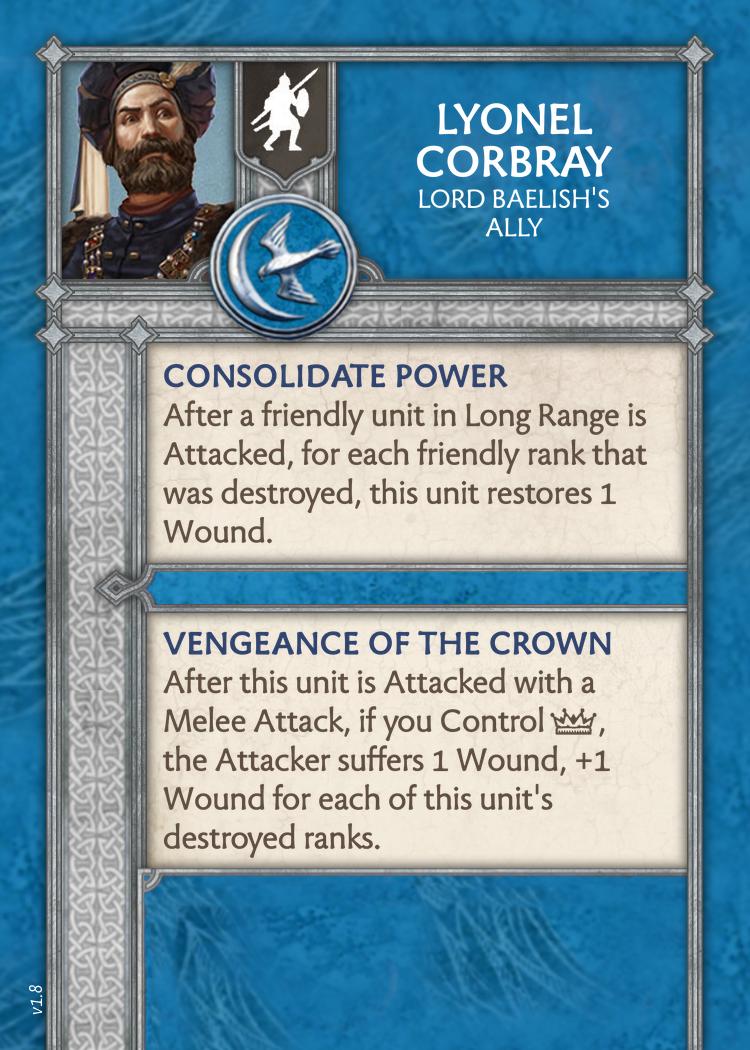 LYONEL
CORBRAY
LORD BAELISH'S
ALLY
CONSOLIDATE POWER
After a friendly unit in Long Range is
Attacked, for each friendly rank that
was destroyed, this unit restores 1
Wound.
VENGEANCE OF THE CROWN
After this unit is Attacked with a
Melee Attack, if you Control ,
the Attacker suffers 1 Wound, +1
Wound for each of this unit's
destroyed ranks.
v1.8